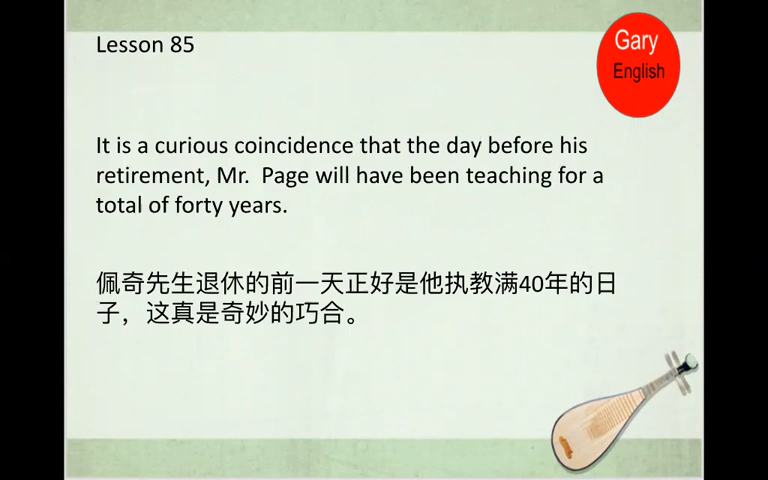 Lesson 85
Gary
English
It is a curious coincidence that the day before his
retirement, Mr.  Page will have been teaching for a
total of forty years.
佩奇先生退休的前一天正好是他执教满40年的日
子，这真是奇妙的巧合。